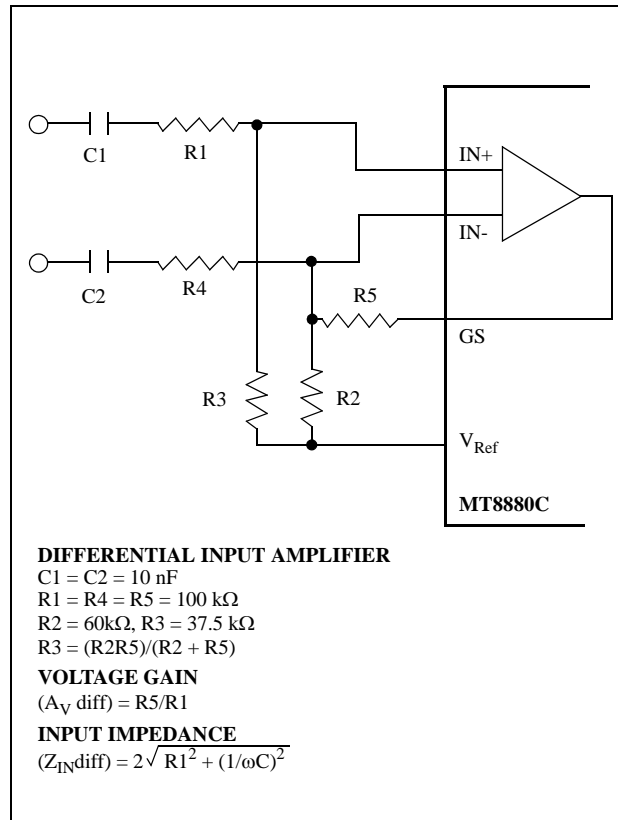 C1
R1
IN+
IN-
C2
R4
R5
GS
R3
R2
V_Ref
MT8880C
DIFFERENTIAL INPUT AMPLIFIER
C1 = C2 = 10 nF
R1 = R4 = R5 = 100 kΩ
R2 = 60kΩ, R3 = 37.5 kΩ
R3 = (R2R5)/(R2 + R5)
VOLTAGE GAIN
(A_V diff) = R5/R1
INPUT IMPEDANCE
(Z_INdiff) = 2√R1² + (1/ωC)²